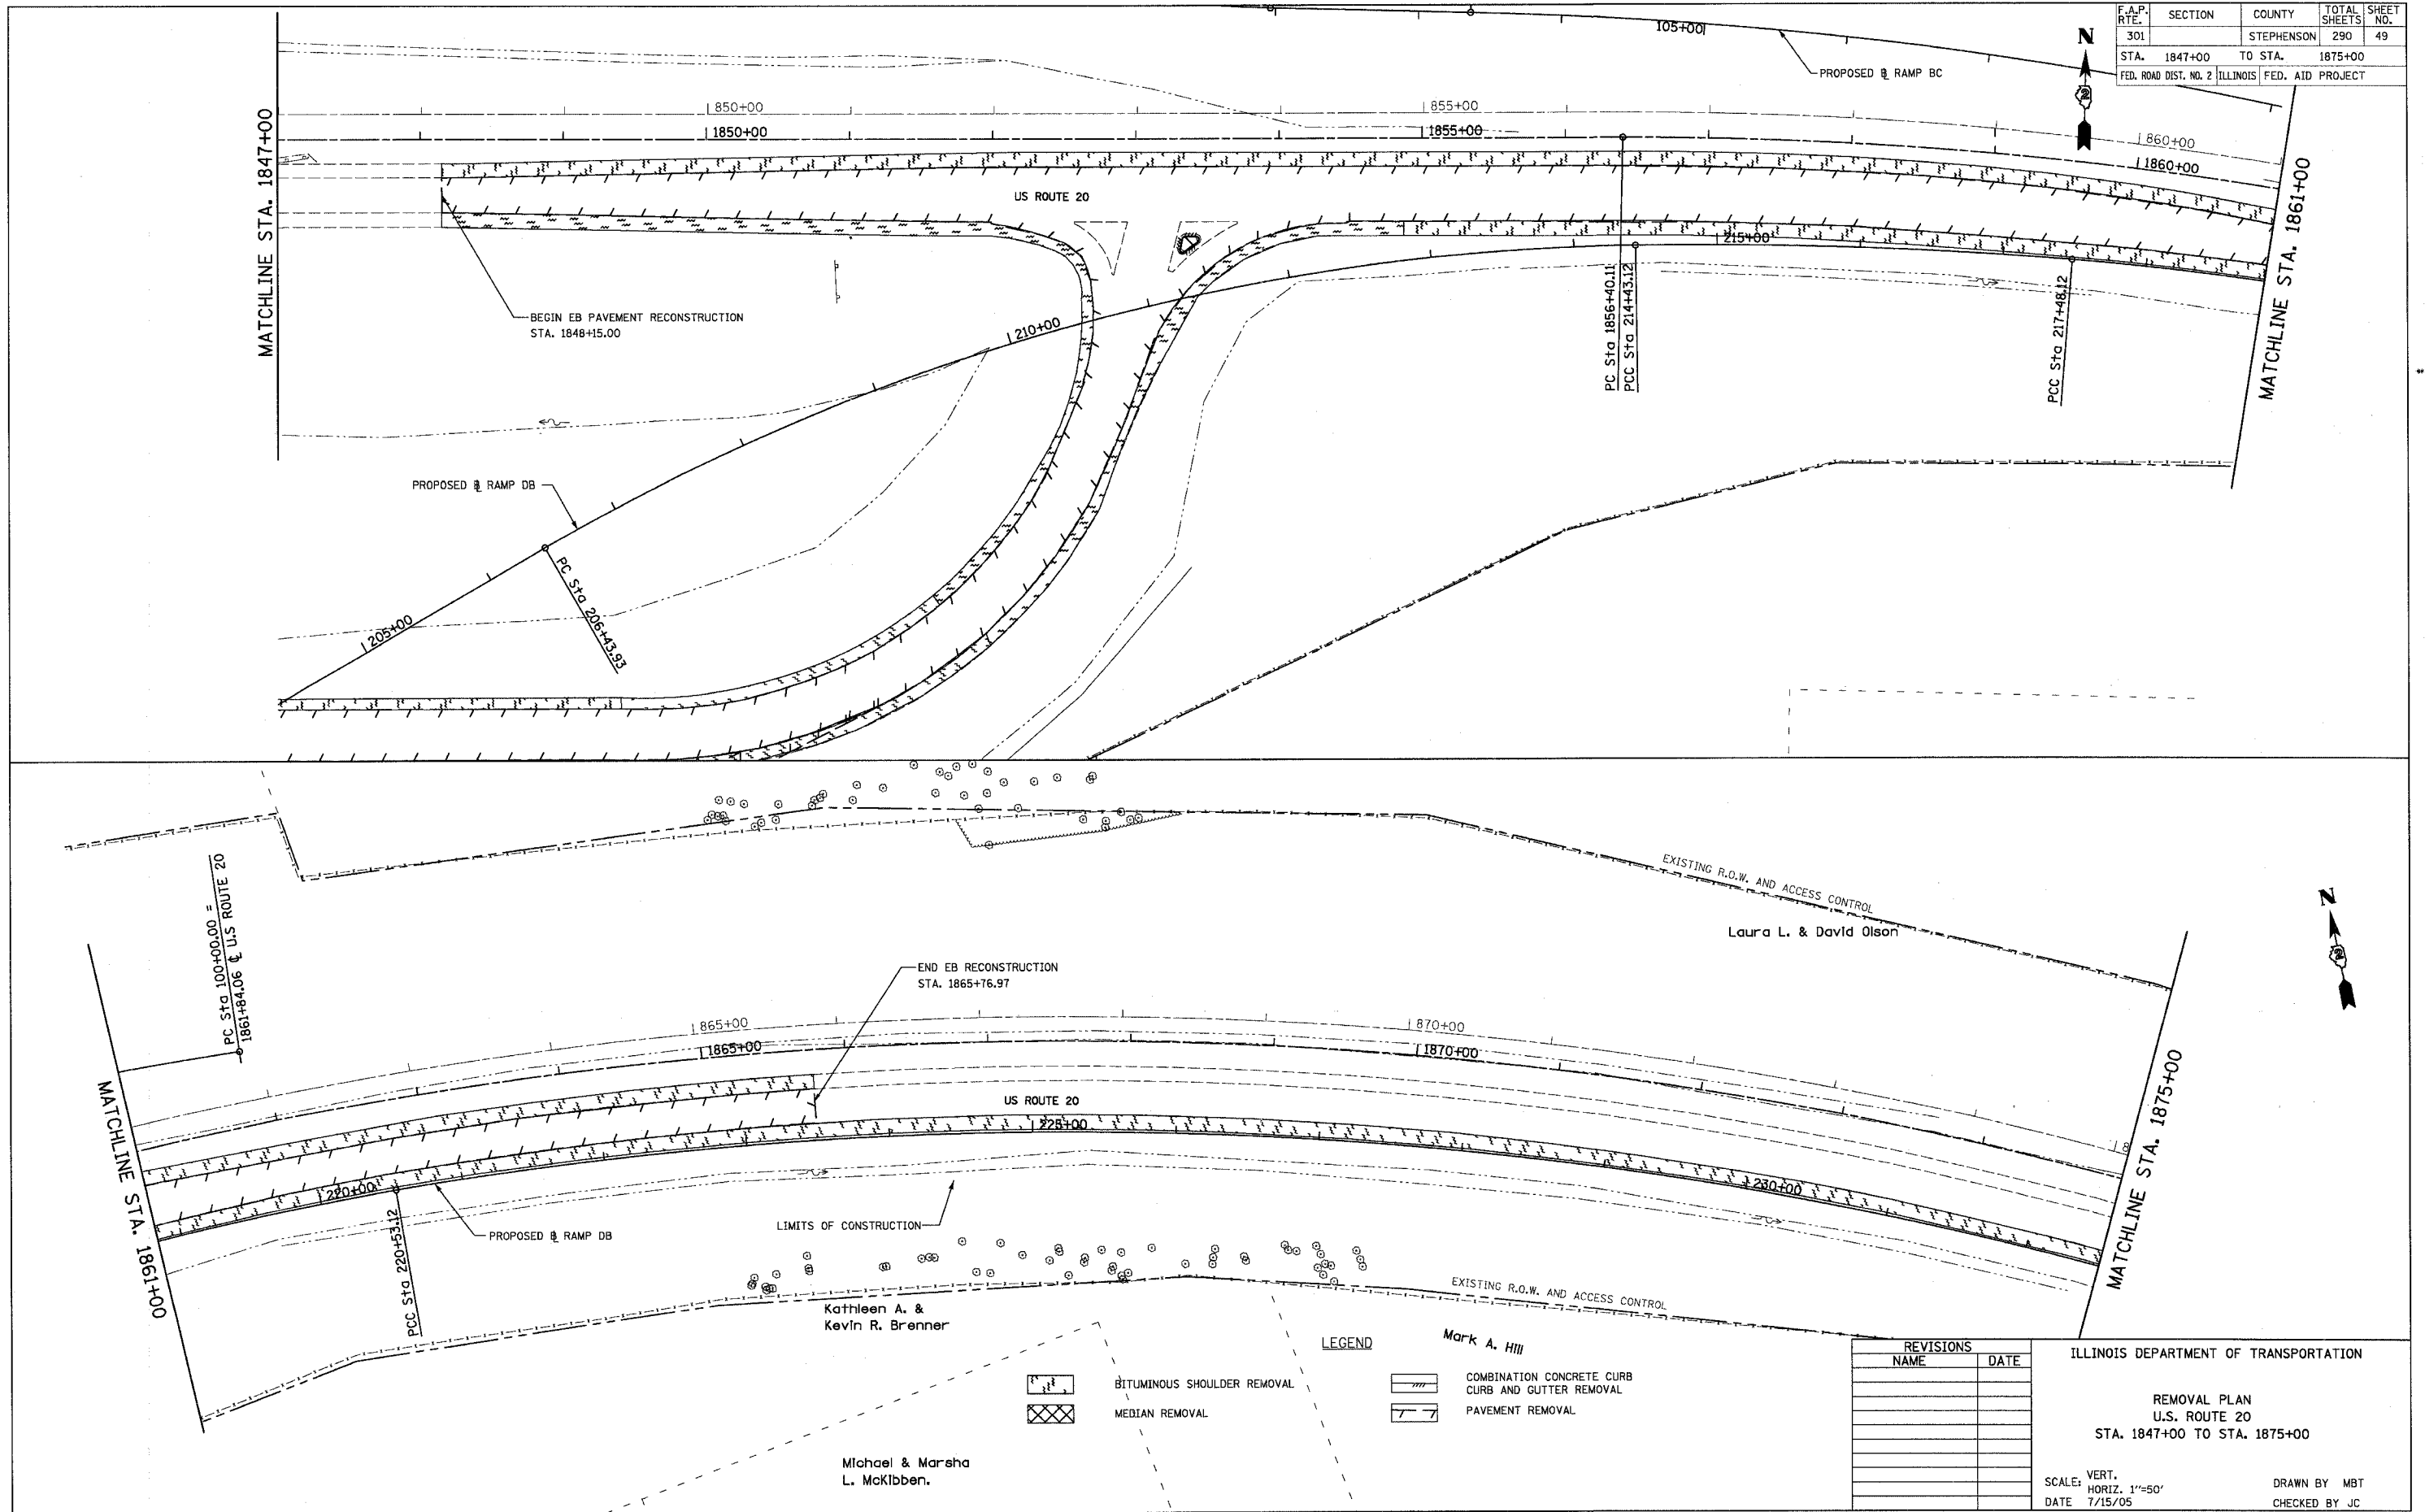 F.A.P. RTE. SECTION COUNTY TOTAL SHEETS SHEET NO.
301 STEPHENSON 290 49
STA. 1847+00 TO STA. 1875+00
FED. ROAD DIST. NO. 2 ILLINOIS FED. AID PROJECT
N
2
105+00
PROPOSED ℄ RAMP BC
MATCHLINE STA. 1847+00
850+00
1850+00
855+00
1855+00
860+00
1860+00
US ROUTE 20
MATCHLINE STA. 1861+00
BEGIN EB PAVEMENT RECONSTRUCTION
STA. 1848+15.00
210+00
215+00
PC Sta 1856+40.11
PCC Sta 214+43.12
PCC Sta 217+48.12
PROPOSED ℄ RAMP DB
PC Sta 206+43.93
205+00
PC Sta 100+00.00 =
1861+84.06 ℄ U.S ROUTE 20
EXISTING R.O.W. AND ACCESS CONTROL
Laura L. & David Olson
N
END EB RECONSTRUCTION
STA. 1865+76.97
865+00
1865+00
870+00
1870+00
8
US ROUTE 20
225+00
220+00
230+00
MATCHLINE STA. 1861+00
MATCHLINE STA. 1875+00
PCC Sta 220+53.12
PROPOSED ℄ RAMP DB
LIMITS OF CONSTRUCTION
EXISTING R.O.W. AND ACCESS CONTROL
Kathleen A. &
Kevin R. Brenner
Mark A. Hill
Michael & Marsha
L. McKibben.
LEGEND
BITUMINOUS SHOULDER REMOVAL
MEDIAN REMOVAL
COMBINATION CONCRETE CURB
CURB AND GUTTER REMOVAL
PAVEMENT REMOVAL
REVISIONS
NAME DATE
ILLINOIS DEPARTMENT OF TRANSPORTATION
REMOVAL PLAN
U.S. ROUTE 20
STA. 1847+00 TO STA. 1875+00
SCALE: VERT.
HORIZ. 1"=50'
DATE 7/15/05
DRAWN BY MBT
CHECKED BY JC